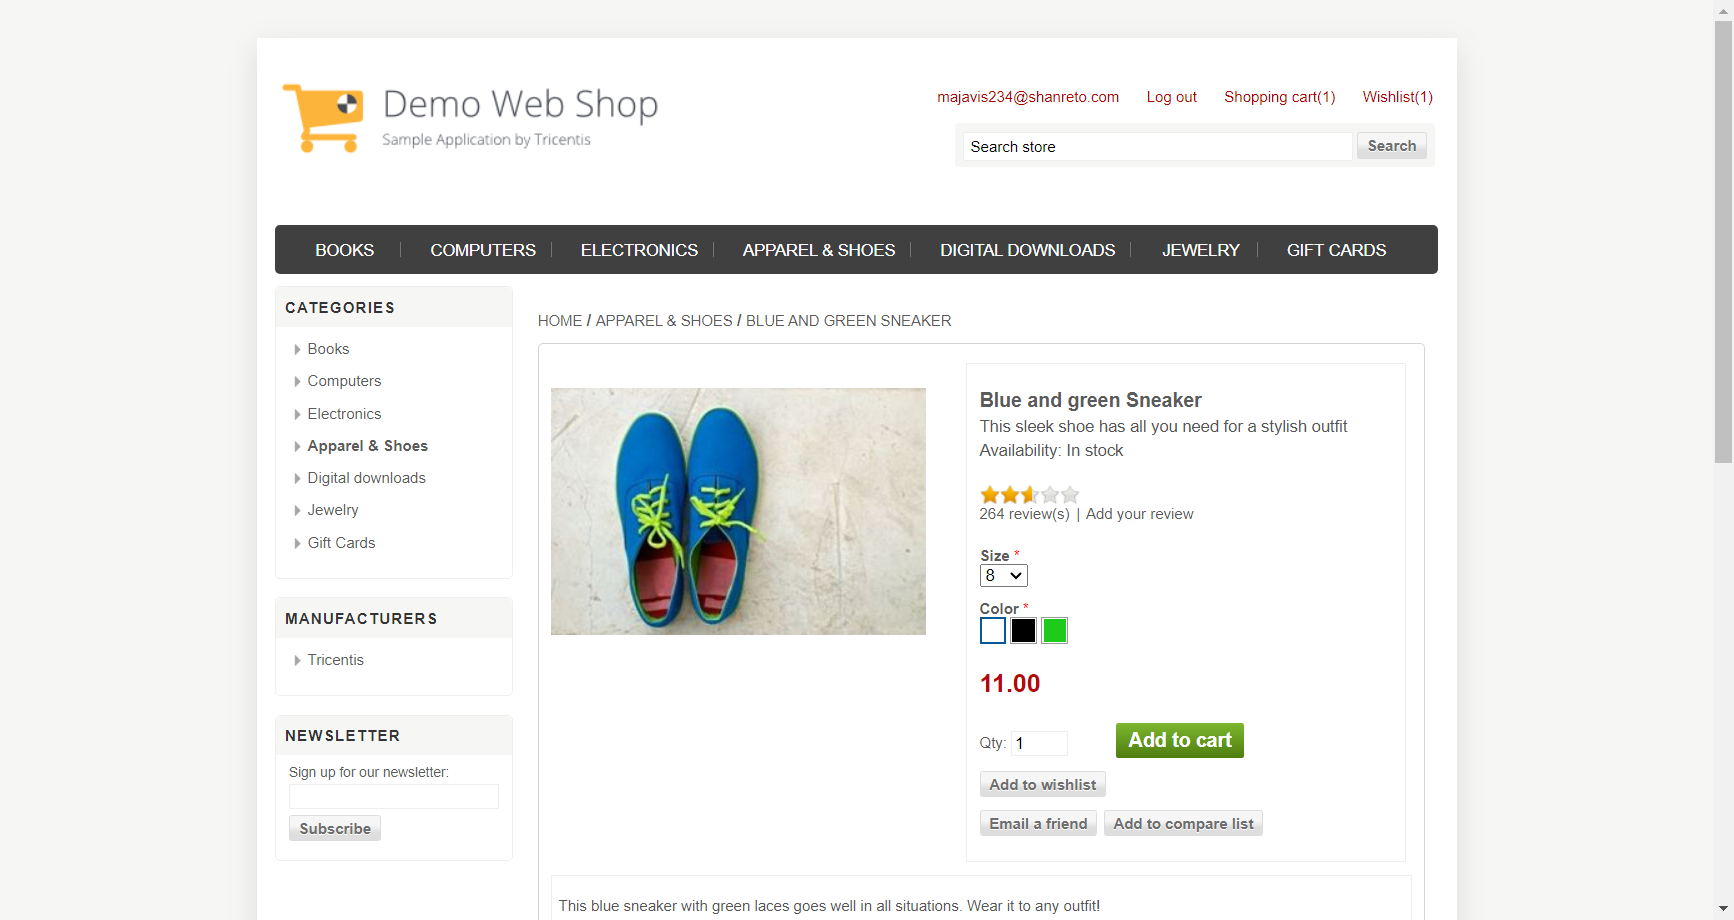 Demo Web Shop
Sample Application by Tricentis
majavis234@shanreto.com Log out Shopping cart(1) Wishlist(1)
Search store Search
BOOKS COMPUTERS ELECTRONICS APPAREL & SHOES DIGITAL DOWNLOADS JEWELRY GIFT CARDS
CATEGORIES
Books
Computers
Electronics
Apparel & Shoes
Digital downloads
Jewelry
Gift Cards
MANUFACTURERS
Tricentis
NEWSLETTER
Sign up for our newsletter:
Subscribe
HOME / APPAREL & SHOES / BLUE AND GREEN SNEAKER
Blue and green Sneaker
This sleek shoe has all you need for a stylish outfit
Availability: In stock
264 review(s) | Add your review
Size *
8
Color *
11.00
Qty: 1 Add to cart
Add to wishlist
Email a friend Add to compare list
This blue sneaker with green laces goes well in all situations. Wear it to any outfit!